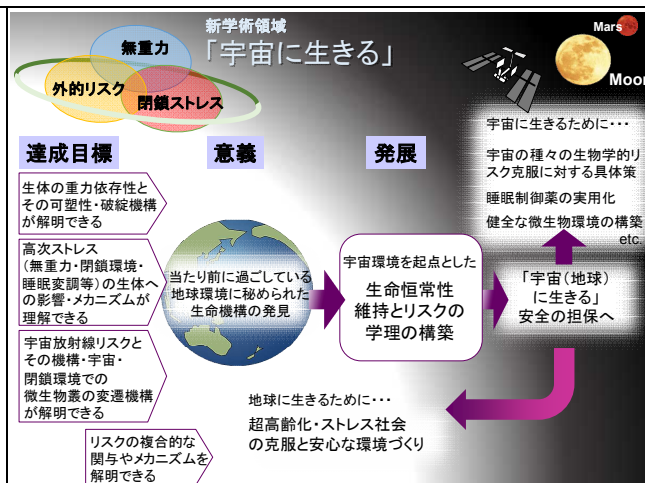 新学術領域
「宇宙に生きる」
無重力
外的リスク
閉鎖ストレス
Mars
Moon
達成目標
意義
発展
生体の重力依存性と
その可塑性・破綻機構
が解明できる
高次ストレス
(無重力・閉鎖環境・
睡眠変調等)の生体へ
の影響・メカニズムが
理解できる
宇宙放射線リスクと
その機構・宇宙・
閉鎖環境での
微生物叢の変遷機構
が解明できる
リスクの複合的な
関与やメカニズムを
解明できる
当たり前に過ごしている
地球環境に秘められた
生命機構の発見
宇宙環境を起点とした
生命恒常性
維持とリスクの
学理の構築
「宇宙(地球)
に生きる」
安全の担保へ
宇宙に生きるために・・・
宇宙の種々の生物学的リ
スク克服に対する具体策
睡眠制御薬の実用化
健全な微生物環境の構築
etc.
地球に生きるために・・・
超高齢化・ストレス社会
の克服と安心な環境づくり